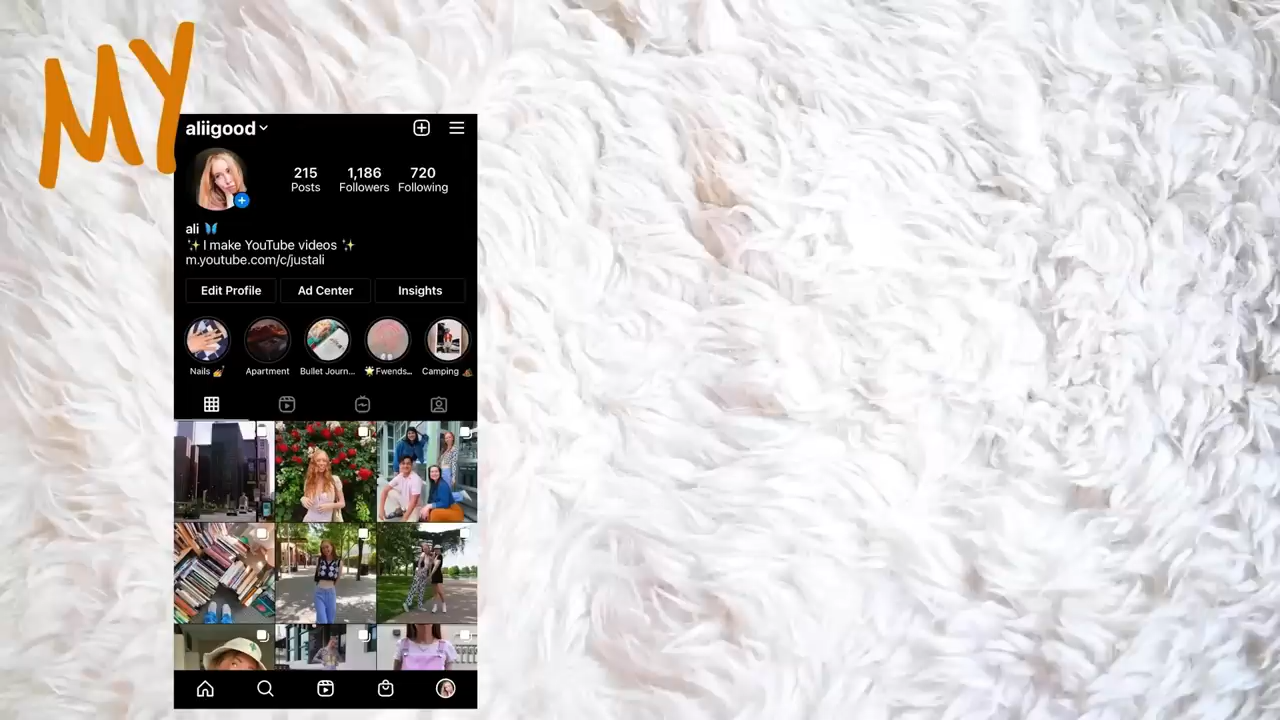 MY
aliigood
215 1,186 720
Posts Followers Following
ali 🦋
✨ I make YouTube videos ✨
m.youtube.com/c/justali
Edit Profile Ad Center Insights
Nails 💅 Apartment Bullet Journ... 🌟Fwends... Camping 🏕